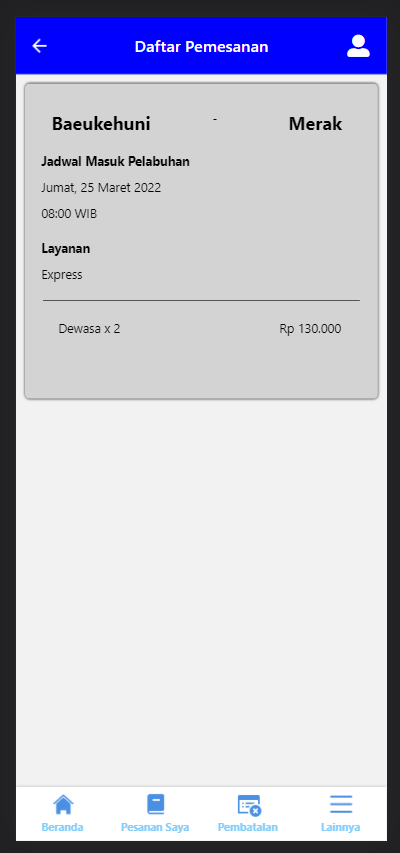 Daftar Pemesanan
Baeukehuni - Merak
Jadwal Masuk Pelabuhan
Jumat, 25 Maret 2022
08:00 WIB
Layanan
Express
Dewasa x 2 Rp 130.000
Beranda Pesanan Saya Pembatalan Lainnya